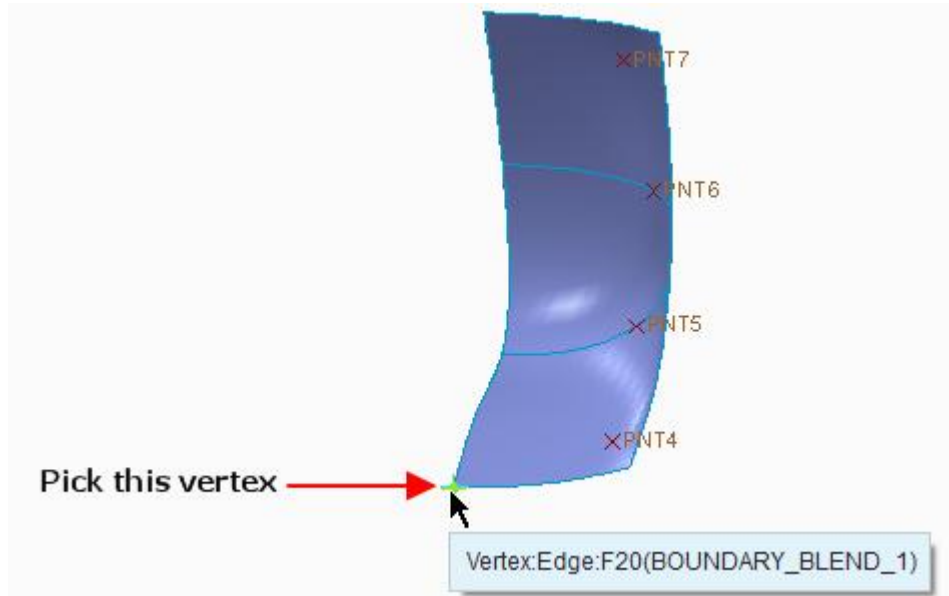 PNT7
PNT6
PNT5
PNT4
Pick this vertex
Vertex:Edge:F20(BOUNDARY_BLEND_1)